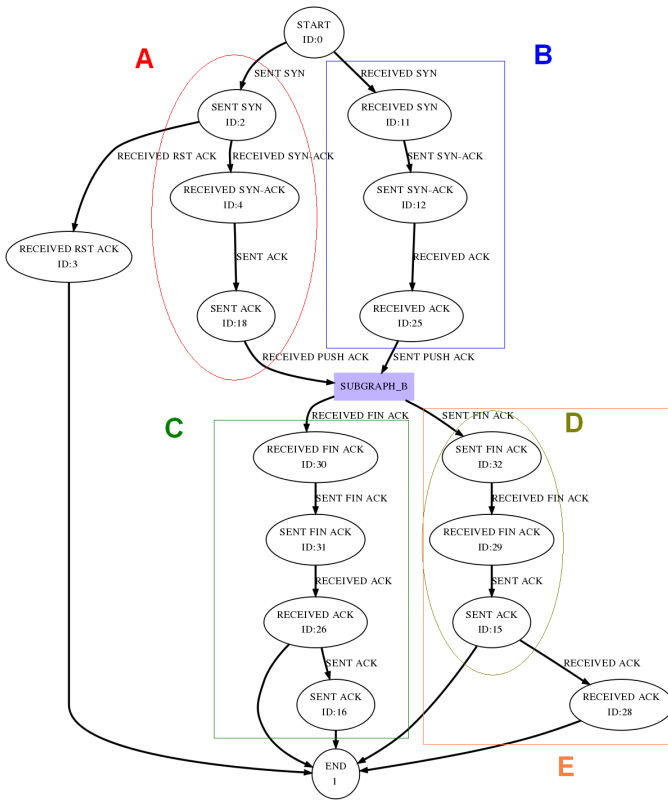 START
ID:0
A
B
SENT SYN
RECEIVED SYN
SENT SYN
ID:2
RECEIVED SYN
ID:11
RECEIVED RST ACK
RECEIVED SYN-ACK
SENT SYN-ACK
RECEIVED SYN-ACK
ID:4
SENT SYN-ACK
ID:12
RECEIVED RST ACK
ID:3
SENT ACK
RECEIVED ACK
SENT ACK
ID:18
RECEIVED ACK
ID:25
RECEIVED PUSH ACK
SENT PUSH ACK
SUBGRAPH_B
C
RECEIVED FIN ACK
SENT FIN ACK
D
RECEIVED FIN ACK
ID:30
SENT FIN ACK
ID:32
SENT FIN ACK
RECEIVED FIN ACK
SENT FIN ACK
ID:31
RECEIVED FIN ACK
ID:29
RECEIVED ACK
SENT ACK
RECEIVED ACK
ID:26
SENT ACK
ID:15
SENT ACK
RECEIVED ACK
SENT ACK
ID:16
RECEIVED ACK
ID:28
END
1
E